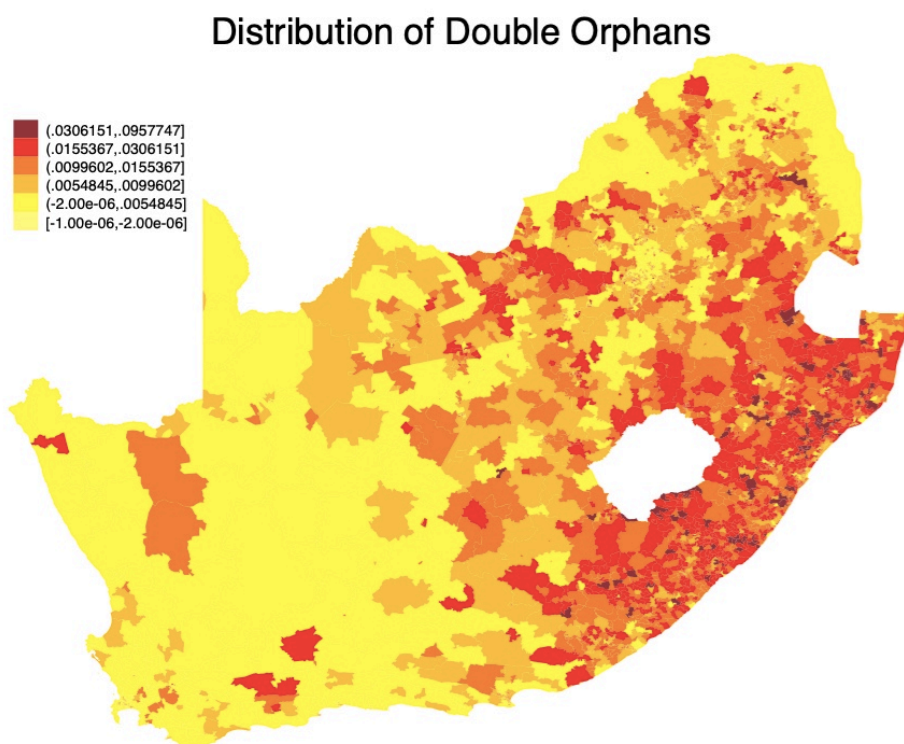 Distribution of Double Orphans
(.0306151,.0957747]
(.0155367,.0306151]
(.0099602,.0155367]
(.0054845,.0099602]
(-2.00e-06,.0054845]
[-1.00e-06,-2.00e-06]